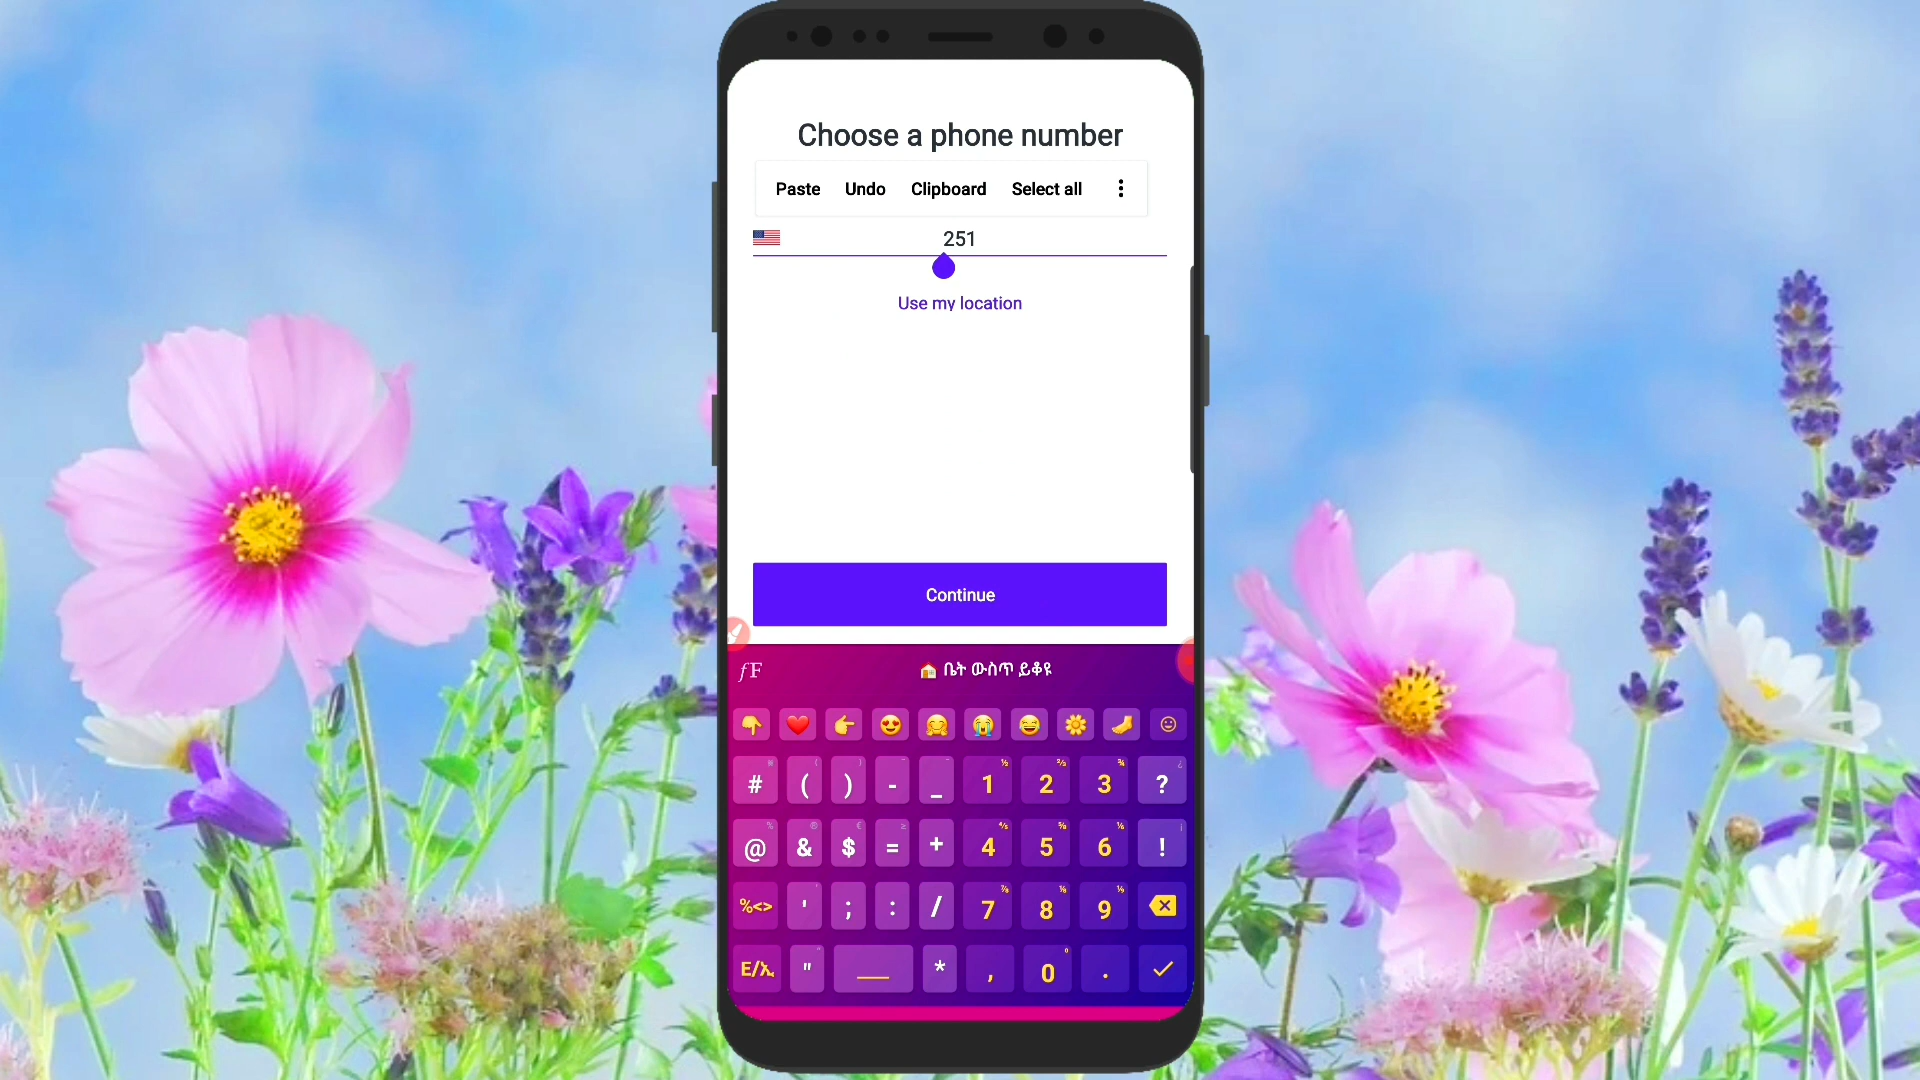 Choose a phone number
Paste Undo Clipboard Select all
251
Use my location
Continue
fF 🏠 ቤት ውስጥ ይቆዩ
# ( ) - _ 1 2 3 ?
@ & $ = + 4 5 6 !
%<> ' ; : / 7 8 9
E/አ " * , 0 .